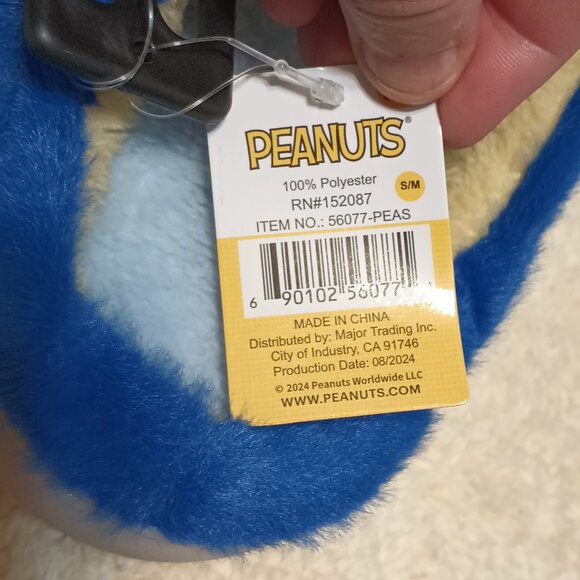 PEANUTS®
100% Polyester
S/M
RN#152087
ITEM NO.: 56077-PEAS
6 90102 56077
MADE IN CHINA
Distributed by: Major Trading Inc.
City of Industry, CA 91746
Production Date: 08/2024
© 2024 Peanuts Worldwide LLC
WWW.PEANUTS.COM